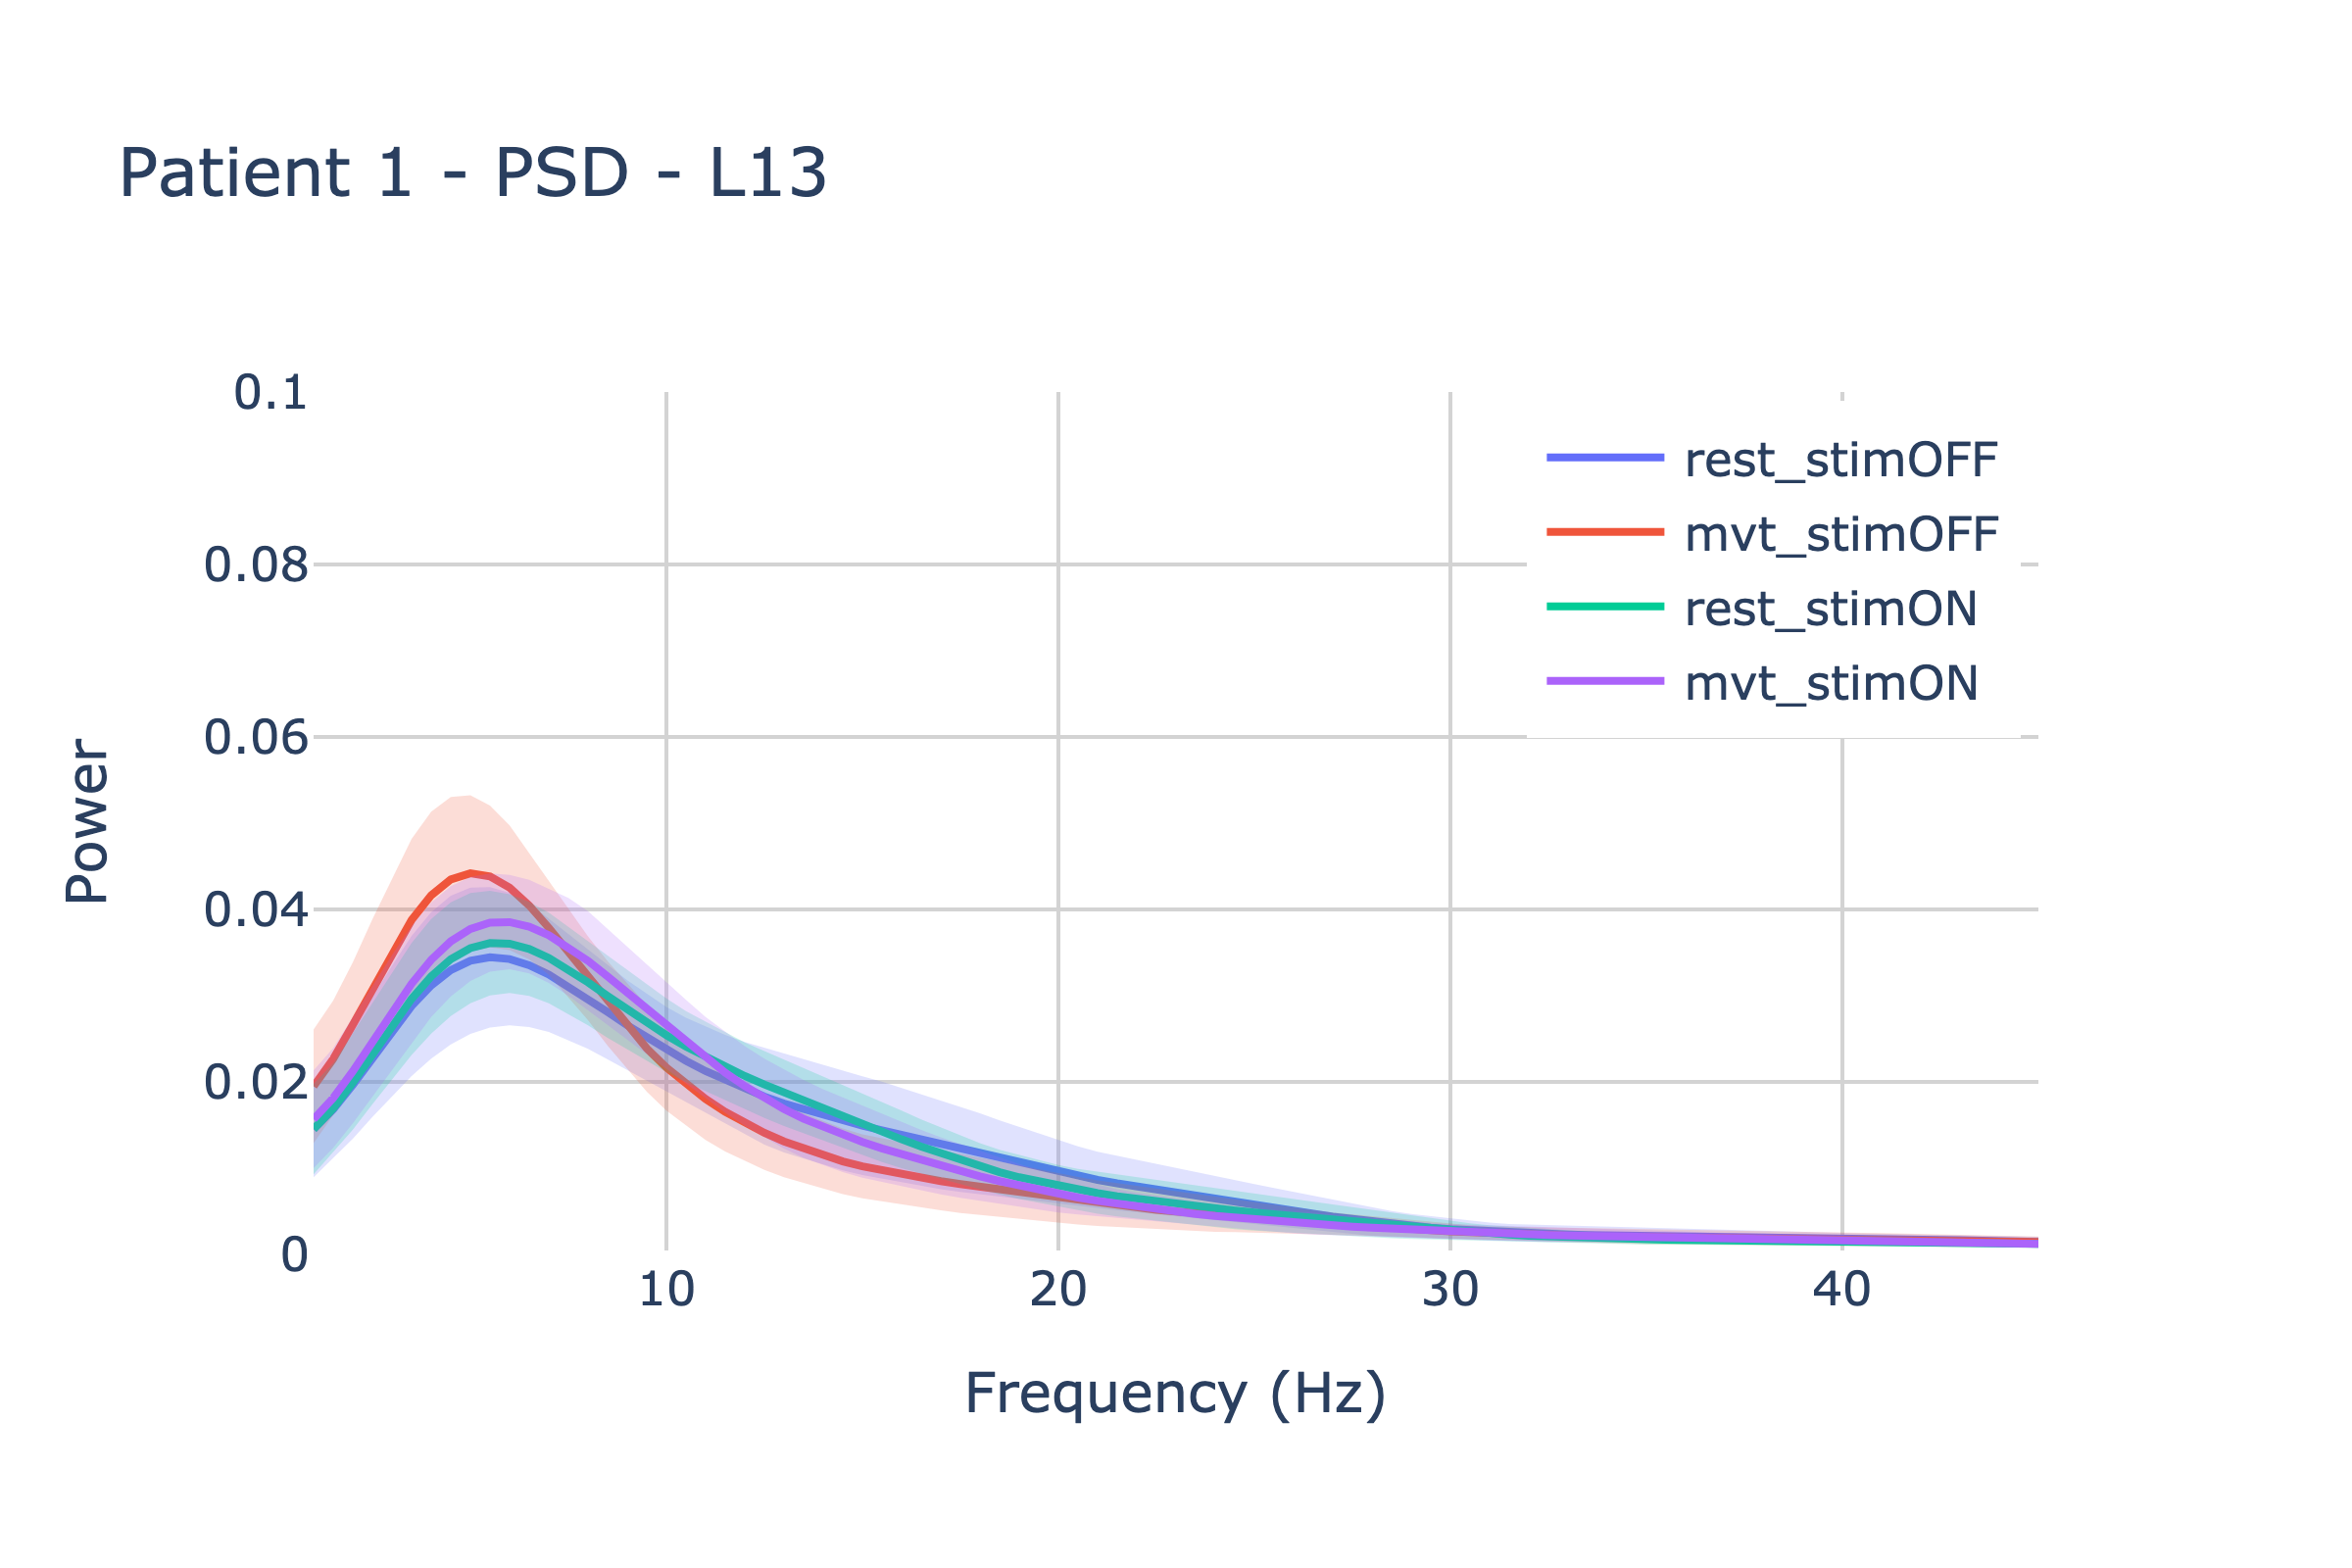 Patient 1 - PSD - L13
0.1
0.08
0.06
0.04
0.02
0
Power
10
20
30
40
Frequency (Hz)
rest_stimOFF
mvt_stimOFF
rest_stimON
mvt_stimON